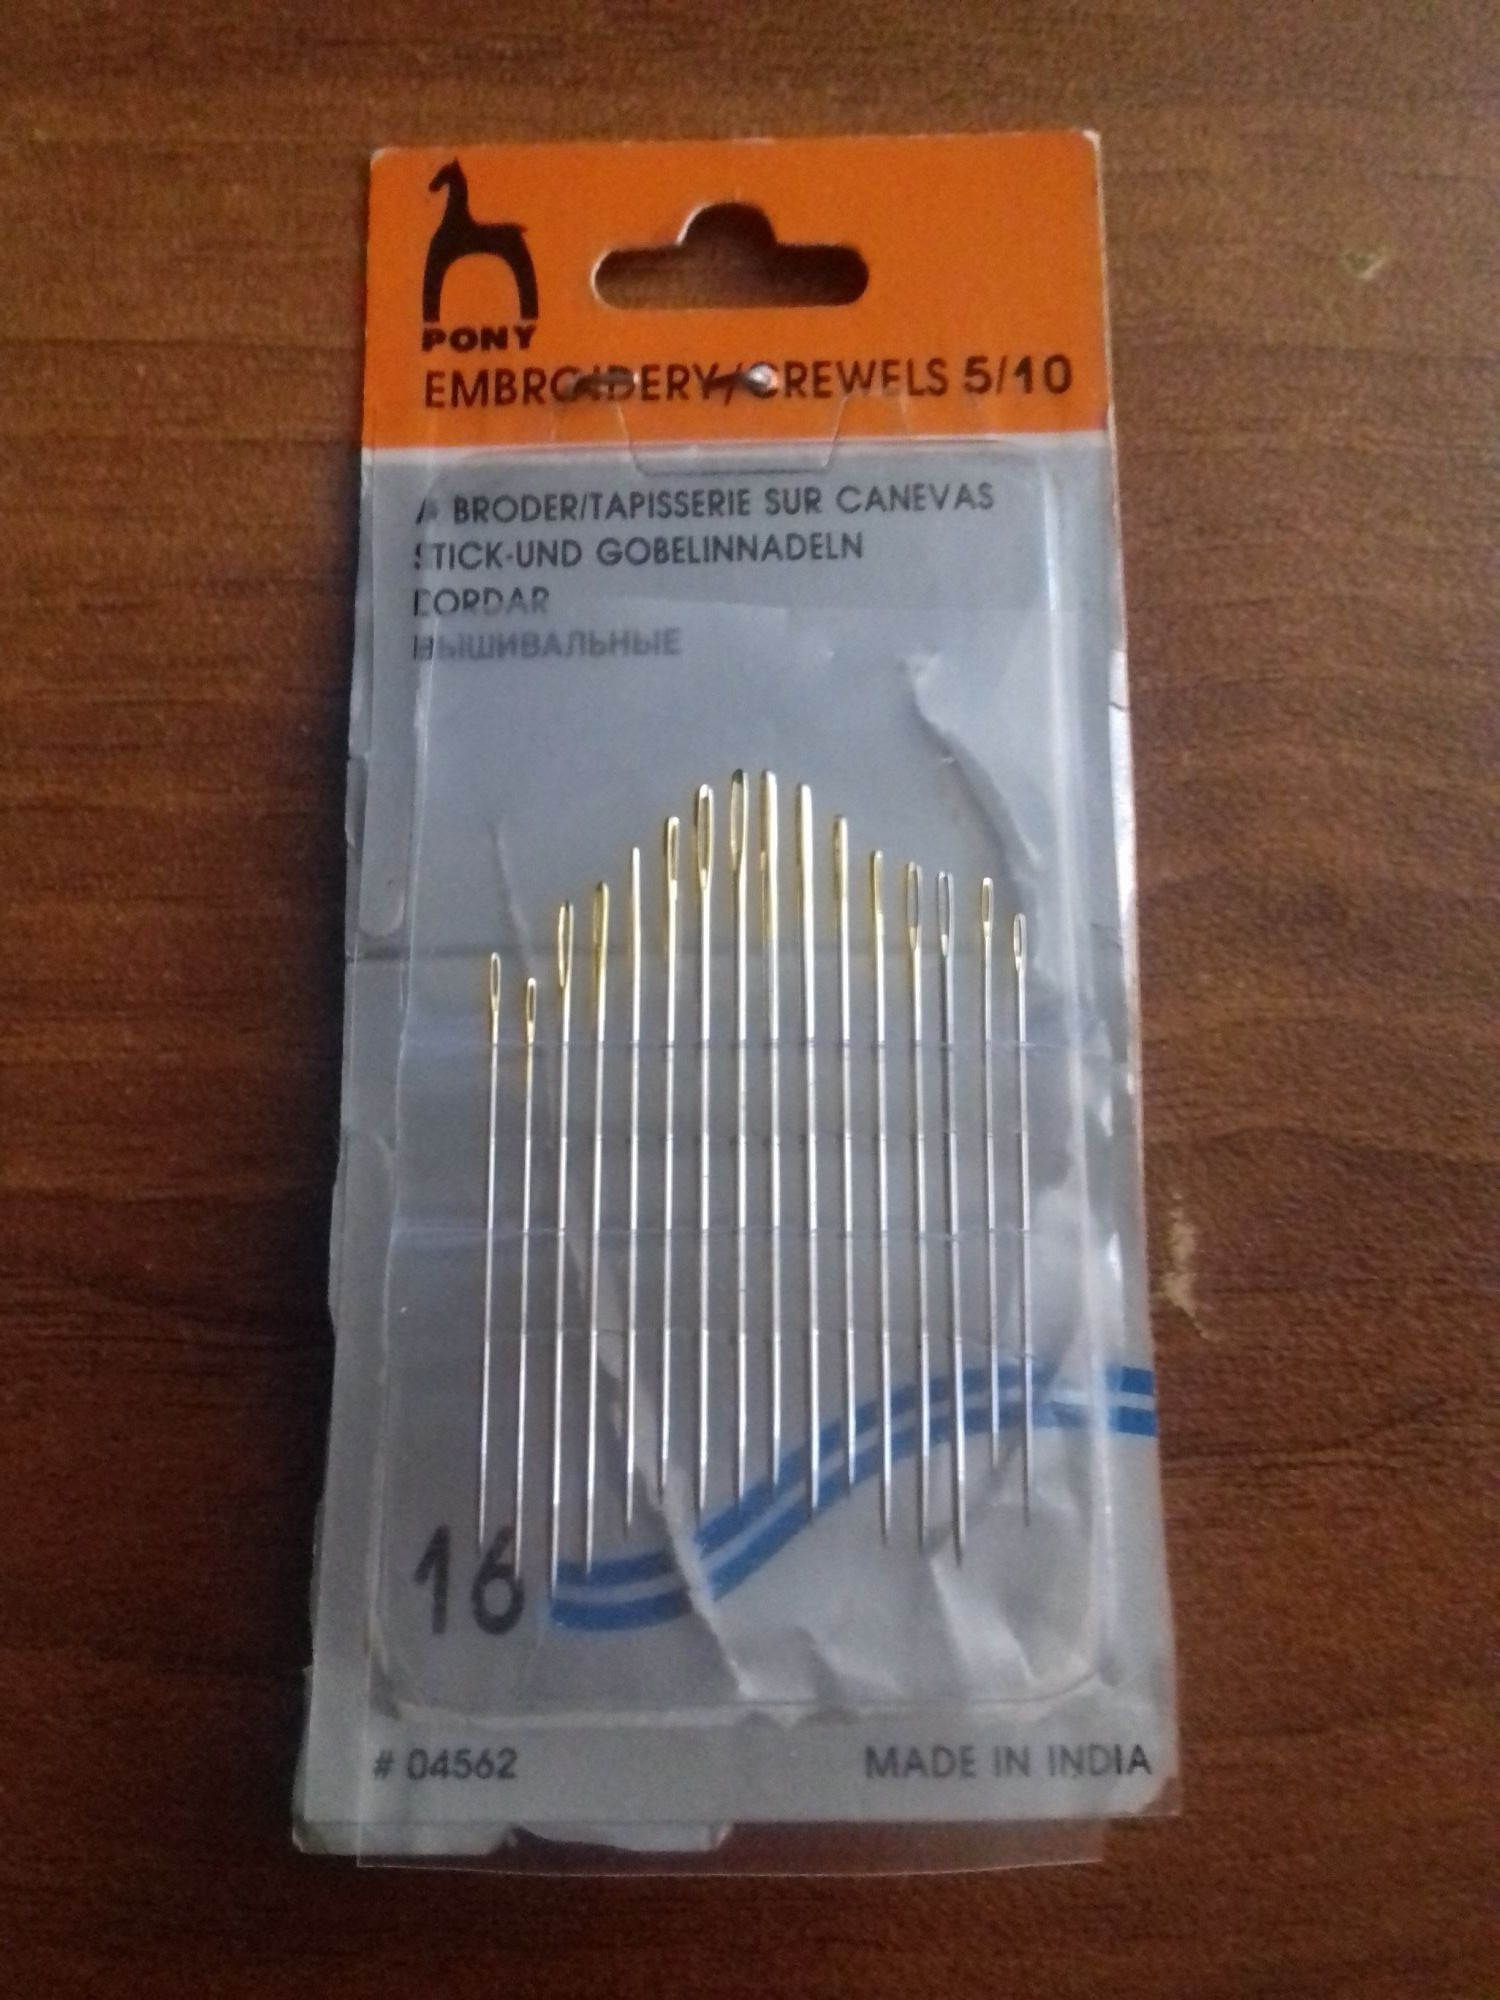 PONY
EMBROIDERY/CREWELS 5/10
A BRODER/TAPISSERIE SUR CANEVAS
STICK-UND GOBELINNADELN
BORDAR
ВЫШИВАЛЬНЫЕ
16
# 04562
MADE IN INDIA